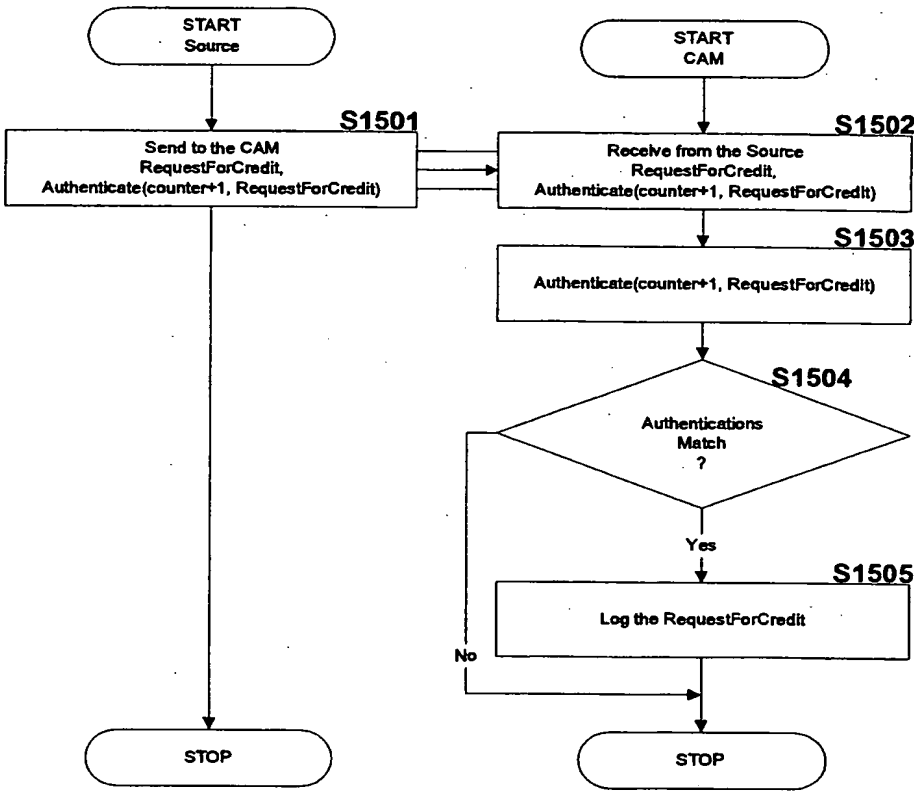 START
Source
START
CAM
S1501
Send to the CAM
RequestForCredit,
Authenticate(counter+1, RequestForCredit)
S1502
Receive from the Source
RequestForCredit,
Authenticate(counter+1, RequestForCredit)
S1503
Authenticate(counter+1, RequestForCredit)
S1504
Authentications
Match
?
Yes
S1505
Log the RequestForCredit
No
STOP
STOP